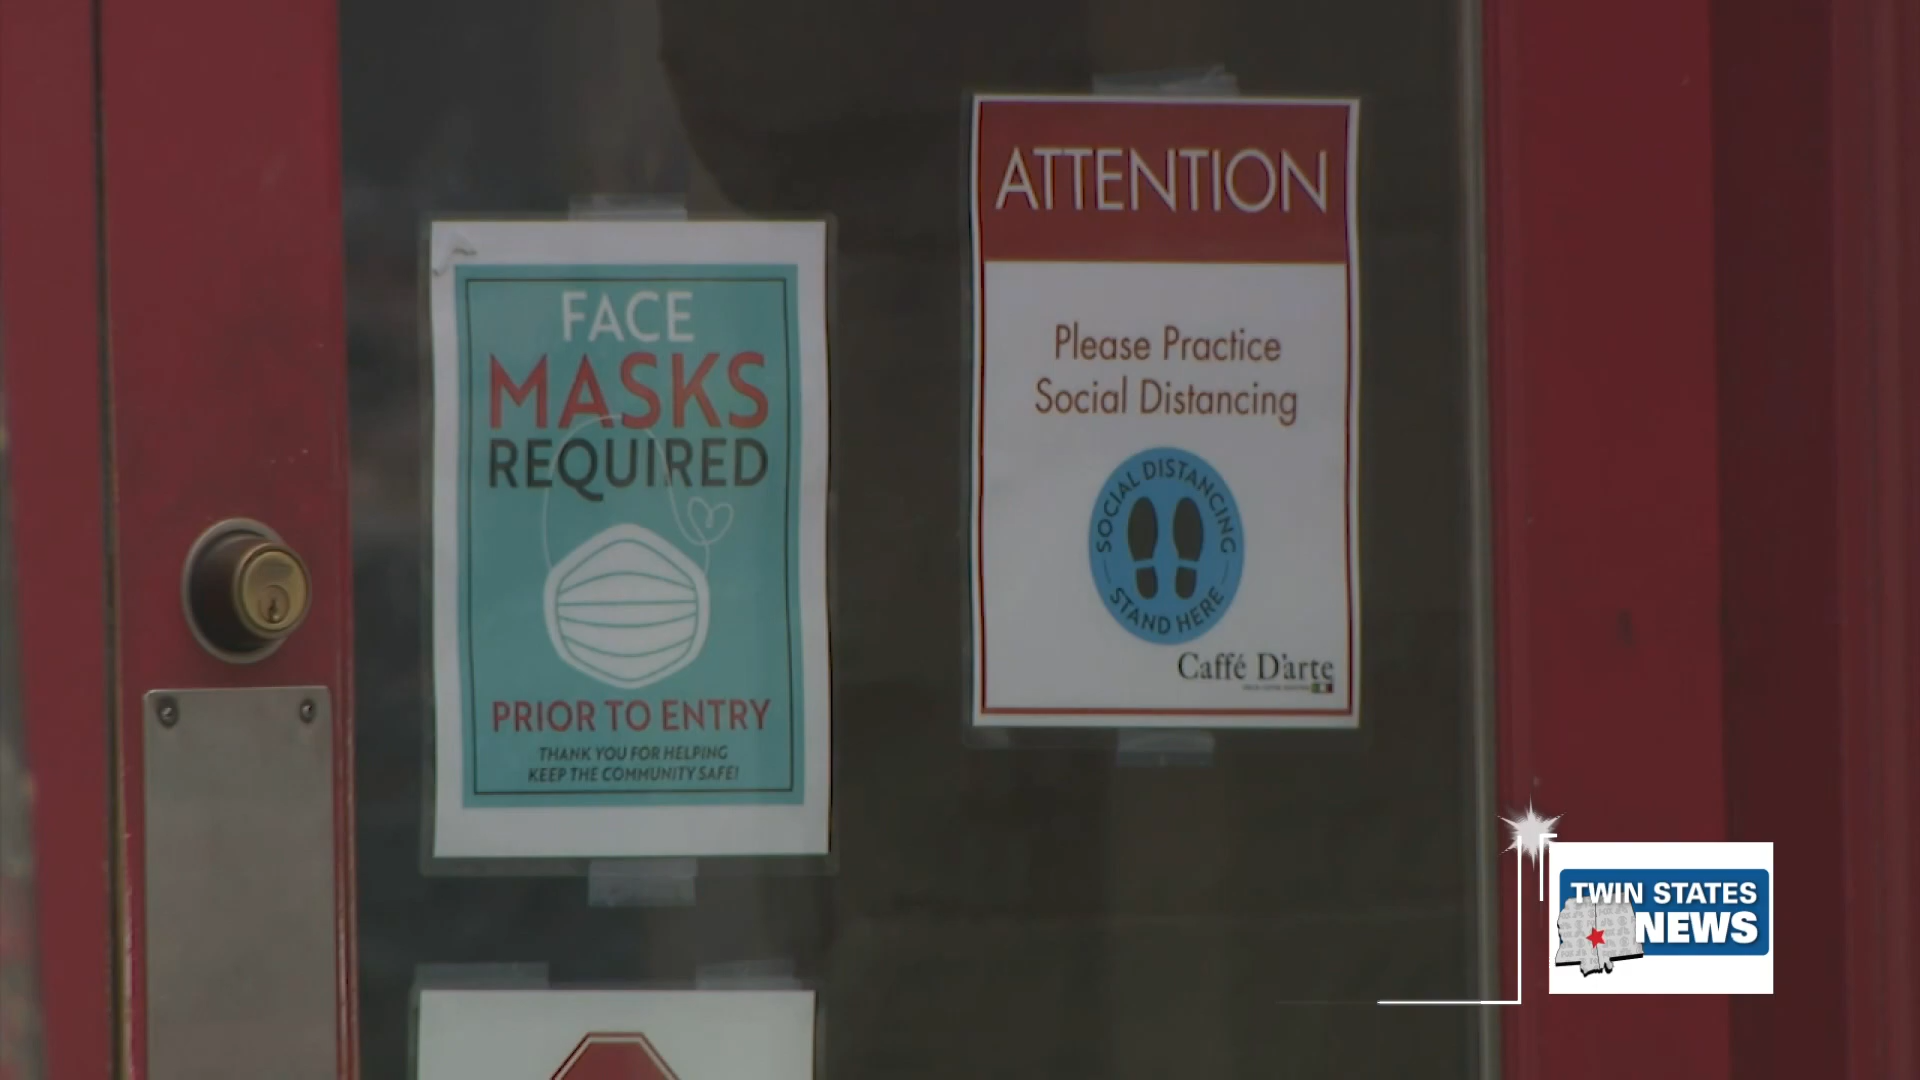 FACE
MASKS
REQUIRED
PRIOR TO ENTRY
THANK YOU FOR HELPING
KEEP THE COMMUNITY SAFE!
ATTENTION
Please Practice
Social Distancing
SOCIAL DISTANCING
STAND HERE
Caffé D'arte
TWIN STATES
NEWS